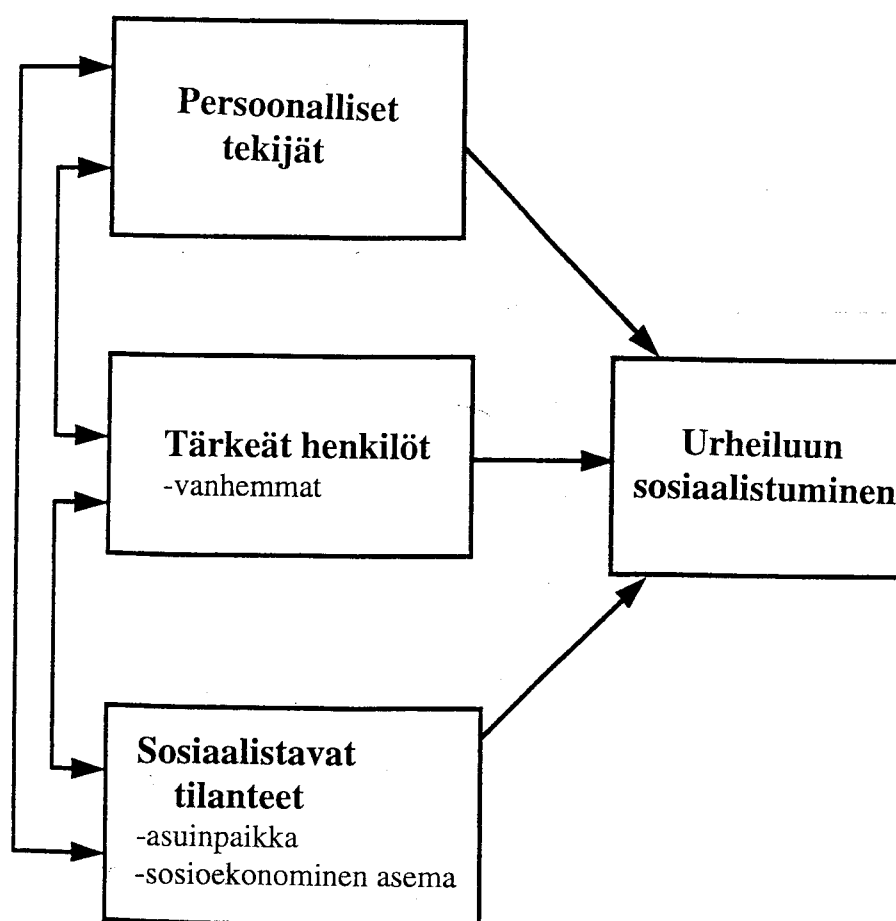 Persoonalliset
tekijät
Tärkeät henkilöt
-vanhemmat
Urheiluun
sosiaalistuminen
Sosiaalistavat
tilanteet
-asuinpaikka
-sosioekonominen asema